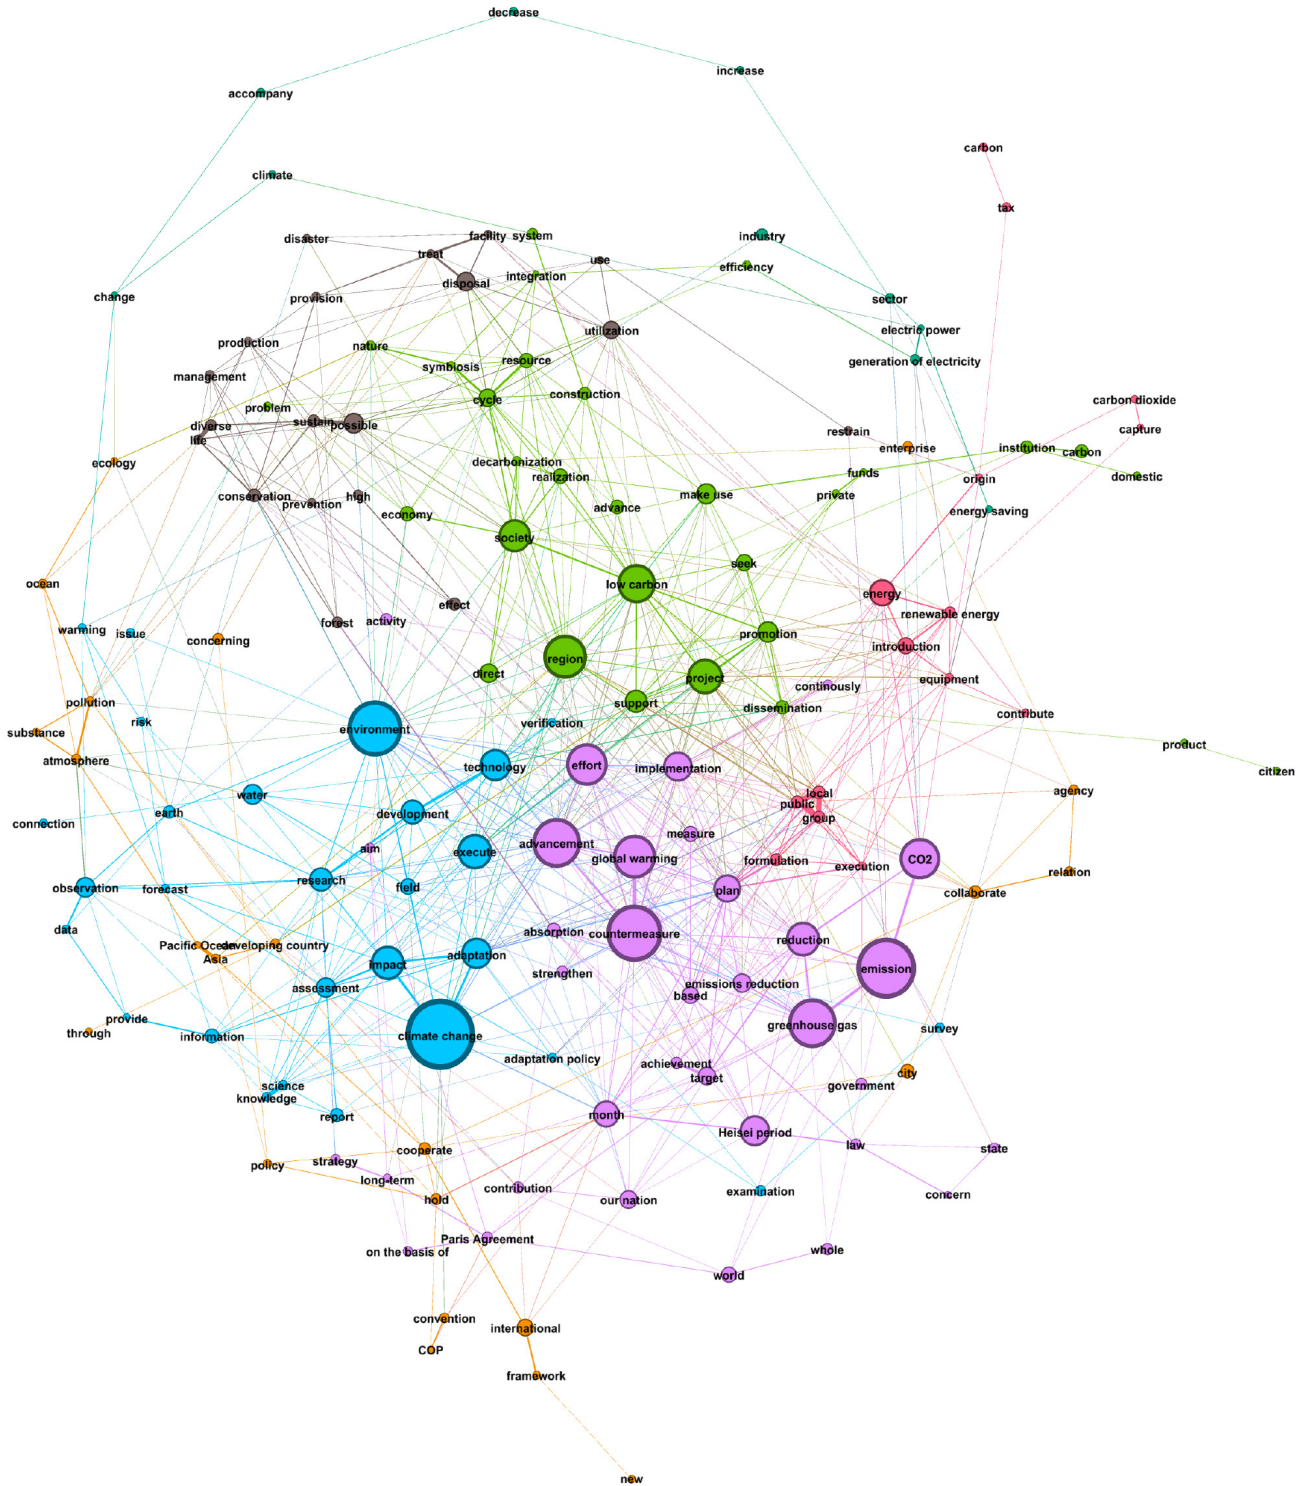 decrease
increase
accompany
carbon
climate
tax
disaster
facility
system
industry
treat
use
efficiency
integration
disposal
change
provision
sector
utilization
electric power
production
nature
resource
generation of electricity
symbiosis
management
cycle
construction
carbon dioxide
problem
diverse
sustain
possible
capture
life
restrain
enterprise
institution
carbon
ecology
decarbonization
realization
funds
origin
domestic
conservation
prevention
high
make use
private
advance
economy
energy saving
society
seek
ocean
low carbon
energy
effect
renewable energy
forest
activity
warming
issue
concerning
promotion
introduction
region
direct
project
equipment
continously
pollution
support
dissemination
risk
verification
contribute
substance
environment
product
atmosphere
technology
effort
implementation
citizen
water
local
agency
public
earth
development
group
connection
measure
aim
execute
advancement
global warming
formulation
execution
CO2
relation
research
field
observation
forecast
plan
collaborate
data
absorption
countermeasure
Pacific Ocean
developing country
reduction
Asia
adaptation
impact
strengthen
emission
assessment
emissions reduction
based
provide
through
information
climate change
greenhouse gas
survey
adaptation policy
achievement
target
city
science
government
knowledge
report
month
Heisei period
law
state
cooperate
policy
strategy
long-term
contribution
examination
concern
hold
our nation
Paris Agreement
on the basis of
whole
world
convention
international
COP
framework
new